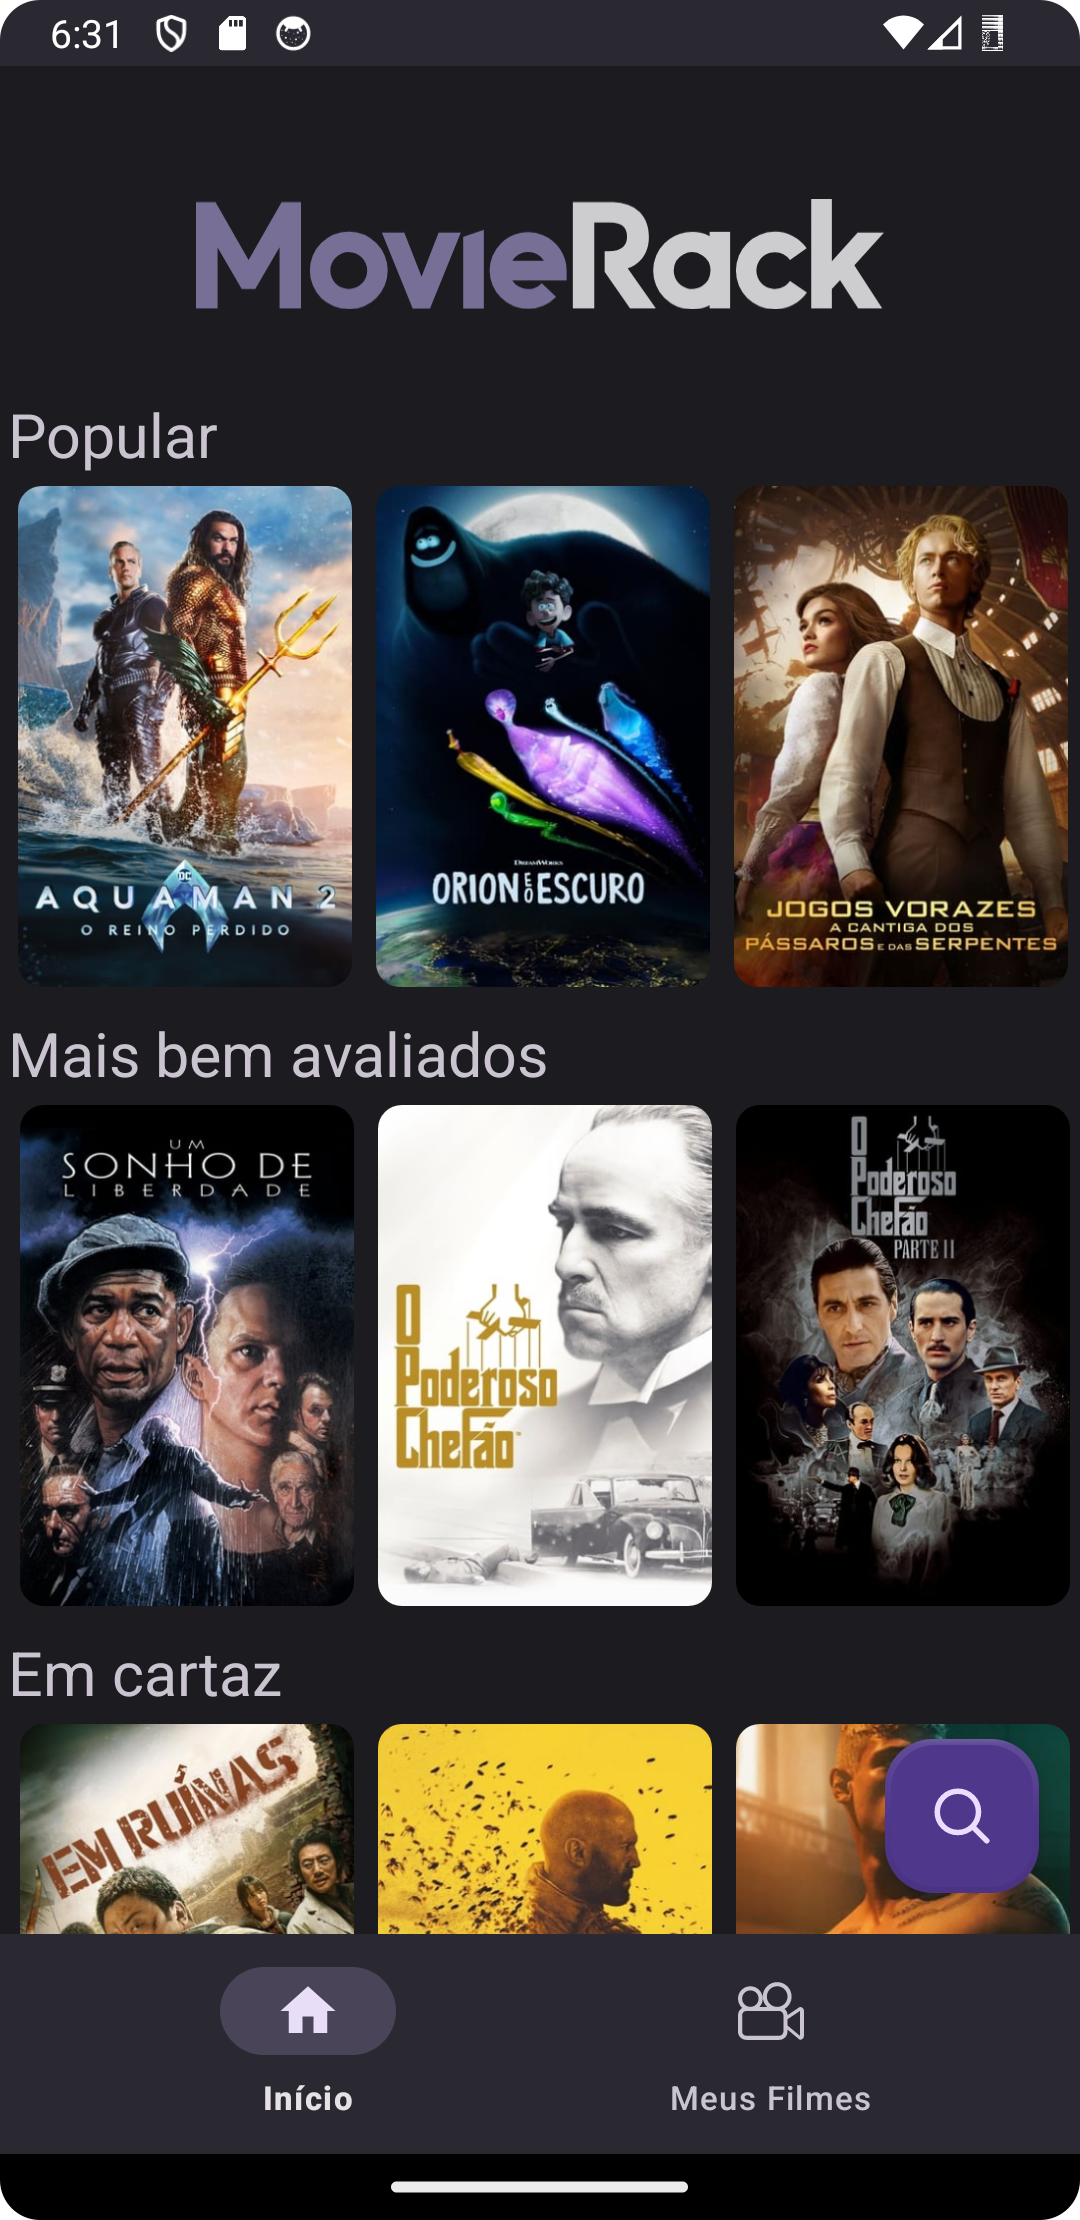 6:31
MovieRack
Popular
DC
AQUAMAN 2
O REINO PERDIDO
DREAMWORKS
ORION E O ESCURO
JOGOS VORAZES
A CANTIGA DOS
PÁSSAROS E DAS SERPENTES
Mais bem avaliados
UM
SONHO DE
LIBERDADE
O
Poderoso
Chefão
O
Poderoso
Chefão
PARTE II
Em cartaz
EM RUÍNAS
Início
Meus Filmes